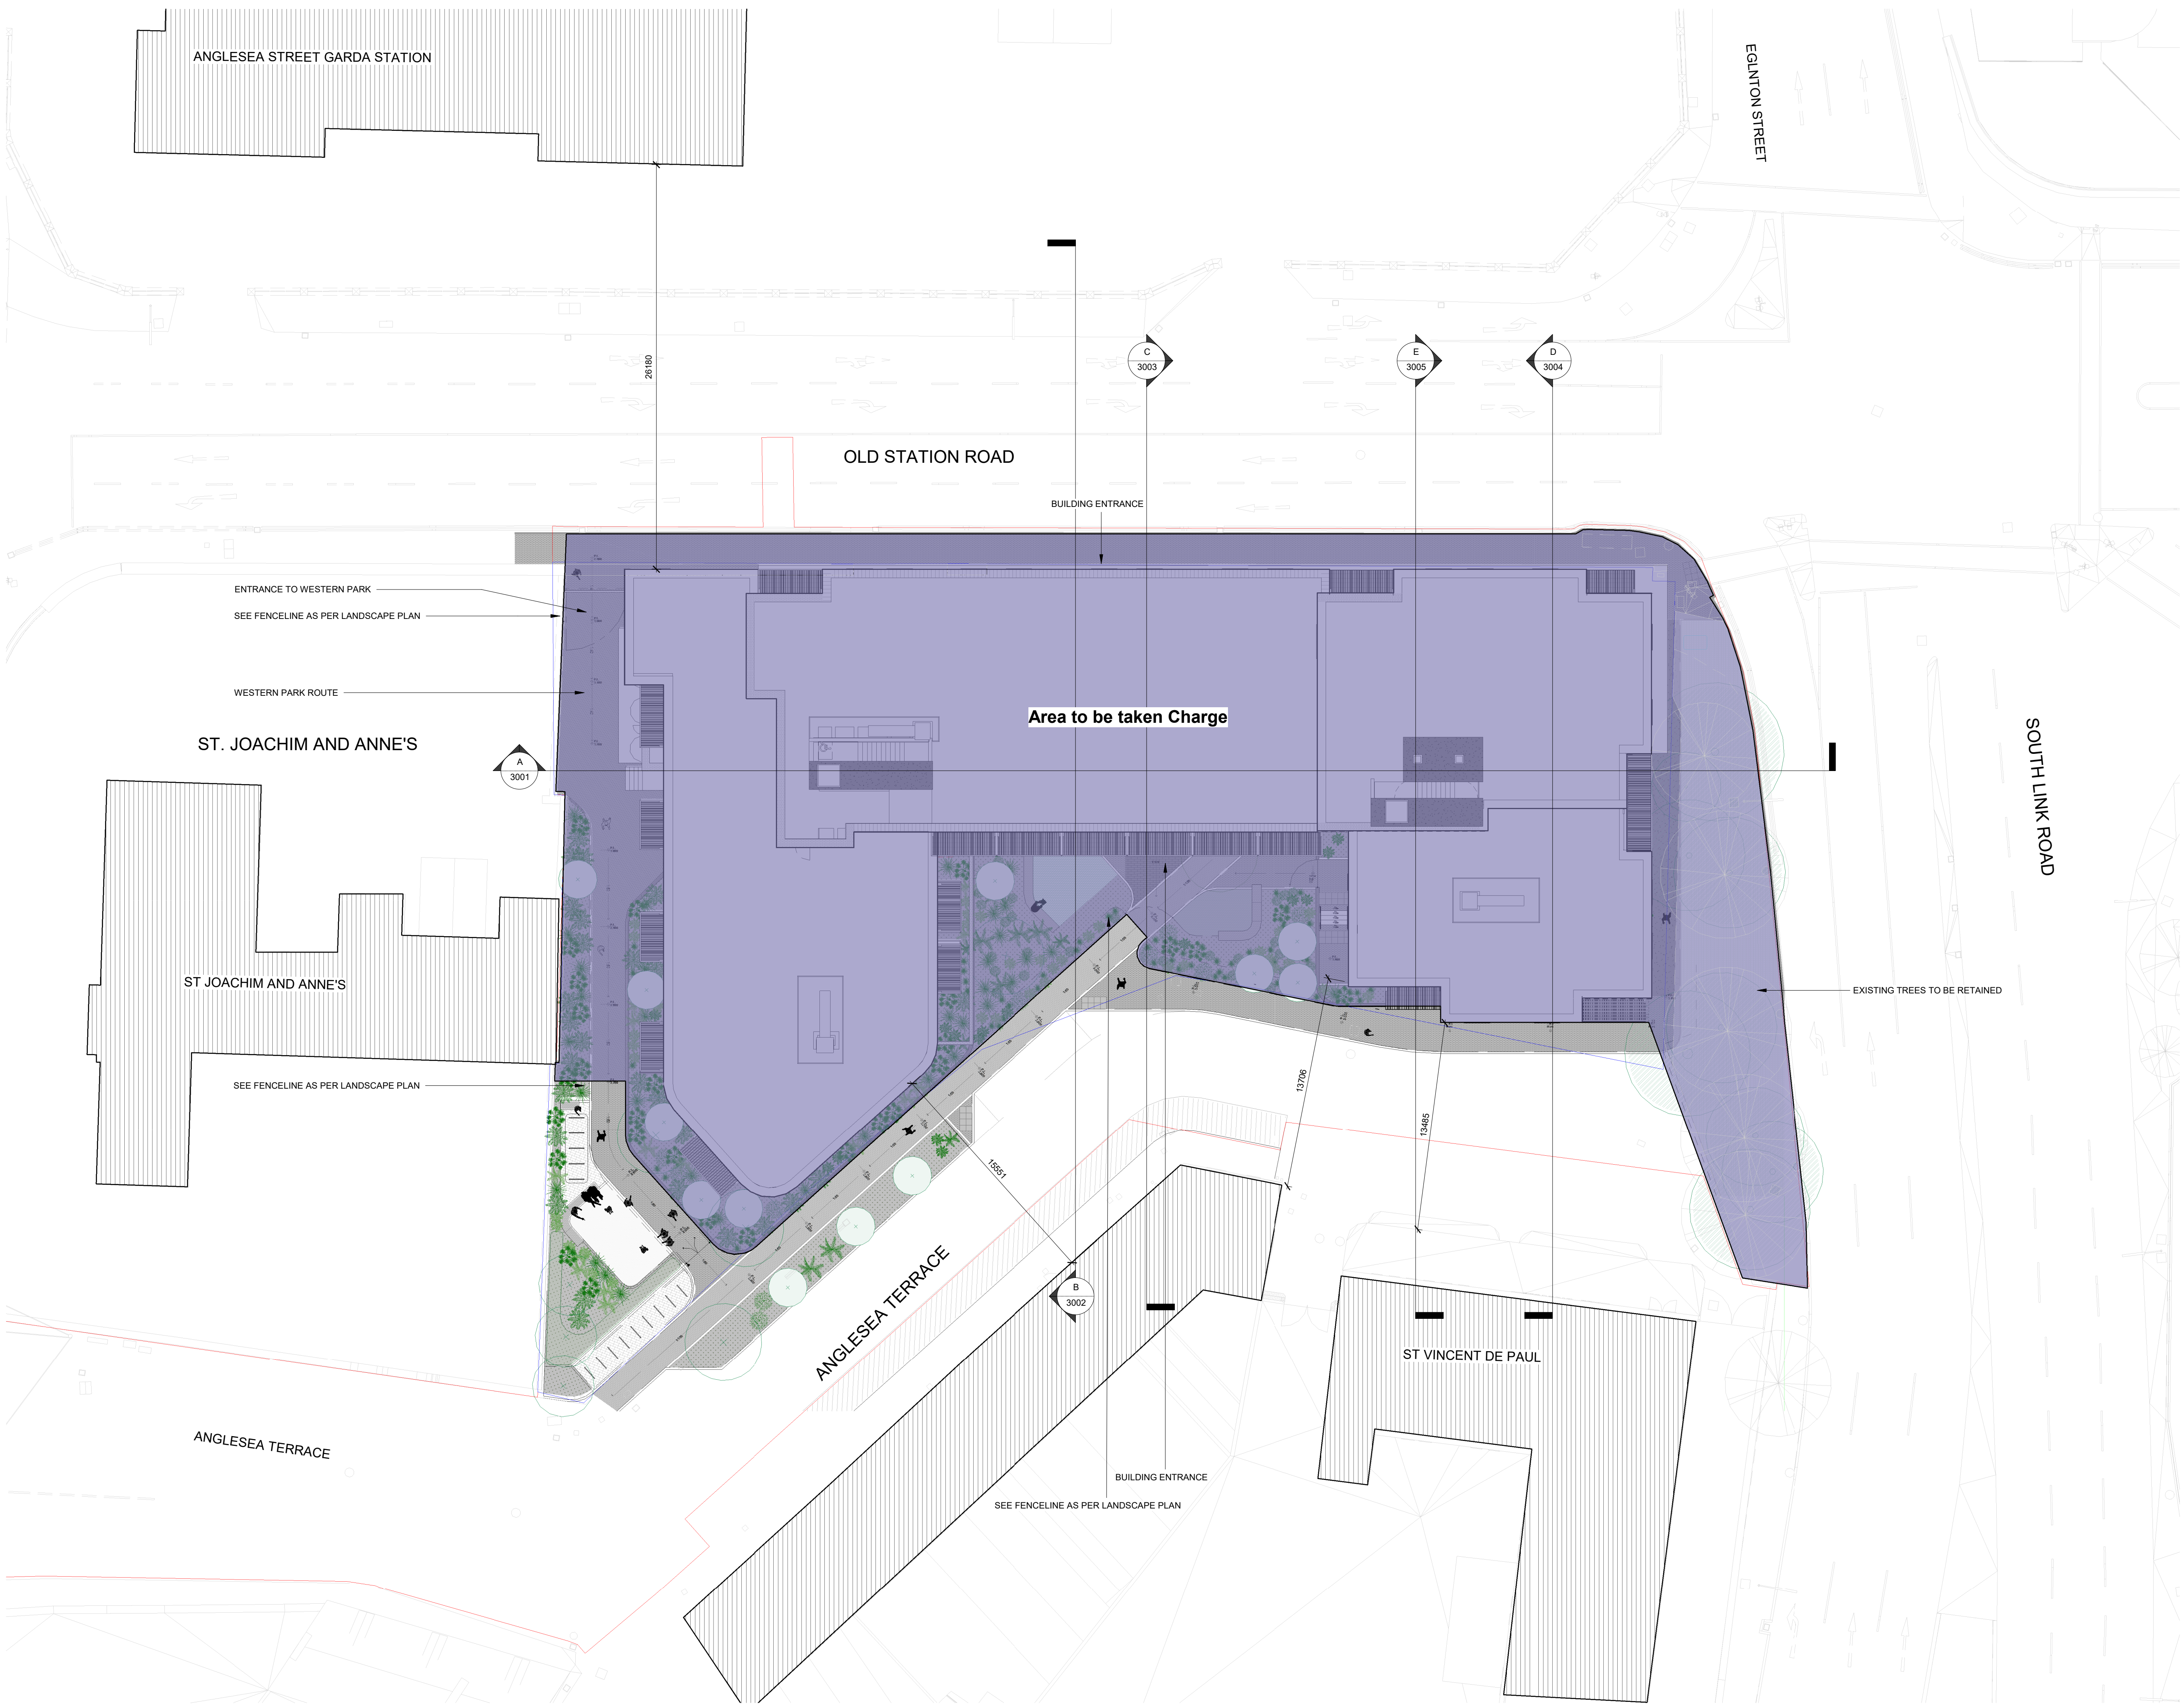 ANGLESEA STREET GARDA STATION
EGLNTON STREET
26180
C
3003
E
3005
D
3004
OLD STATION ROAD
BUILDING ENTRANCE
ENTRANCE TO WESTERN PARK
SEE FENCELINE AS PER LANDSCAPE PLAN
WESTERN PARK ROUTE
Area to be taken Charge
ST. JOACHIM AND ANNE'S
A
3001
SOUTH LINK ROAD
ST JOACHIM AND ANNE'S
EXISTING TREES TO BE RETAINED
SEE FENCELINE AS PER LANDSCAPE PLAN
13706
13485
15551
B
3002
ANGLESEA TERRACE
ST VINCENT DE PAUL
ANGLESEA TERRACE
BUILDING ENTRANCE
SEE FENCELINE AS PER LANDSCAPE PLAN